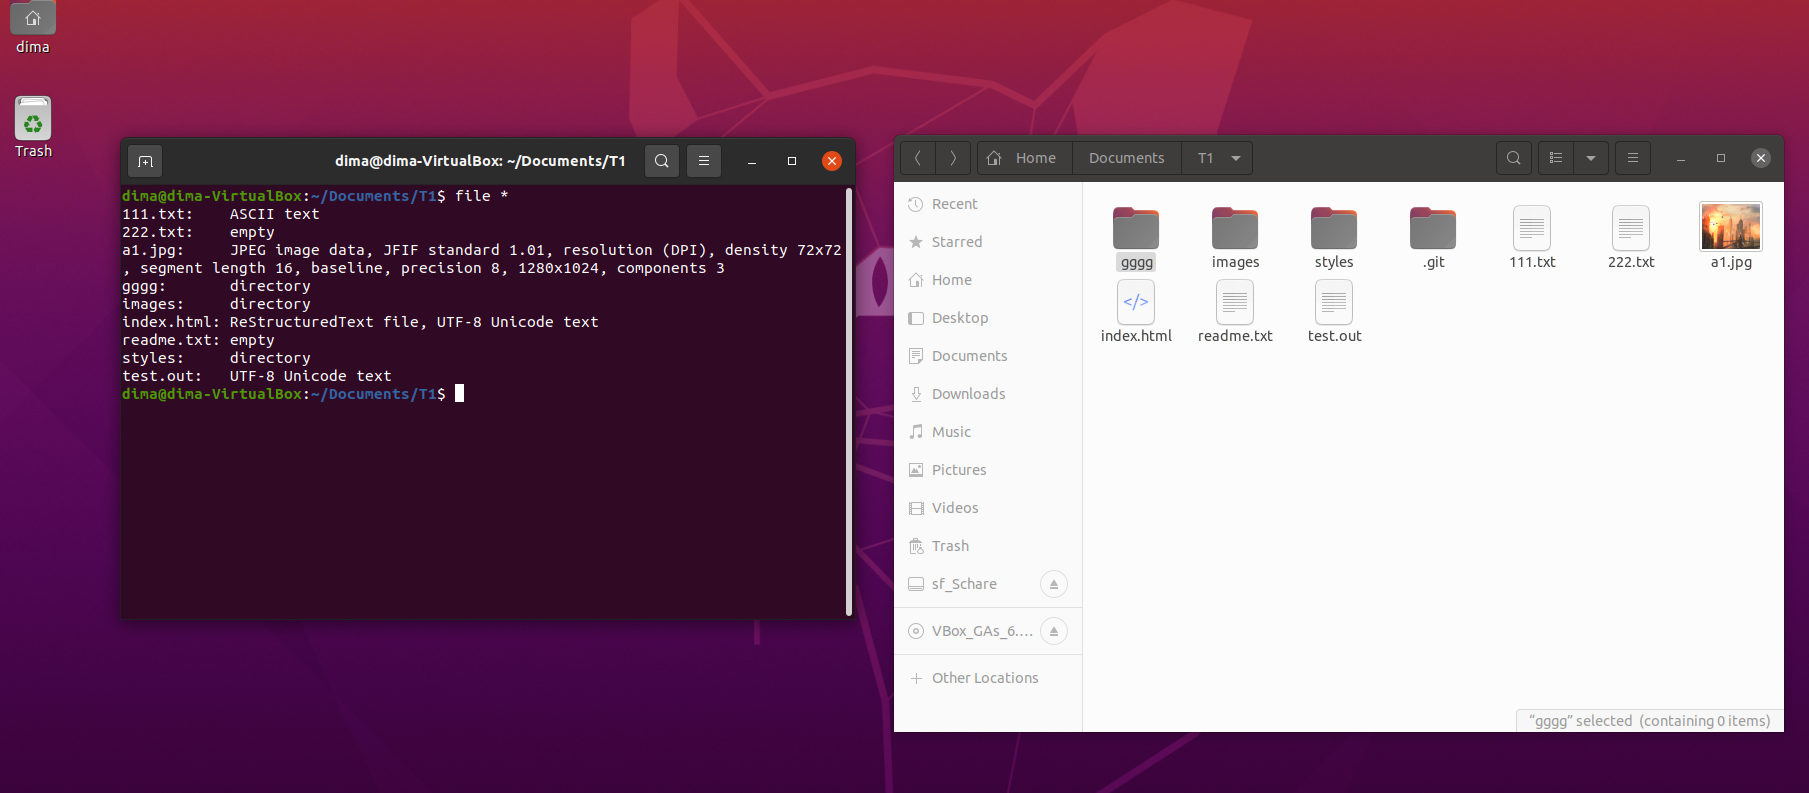 dima
Trash
dima@dima-VirtualBox: ~/Documents/T1
dima@dima-VirtualBox:~/Documents/T1$ file *
111.txt:    ASCII text
222.txt:    empty
a1.jpg:     JPEG image data, JFIF standard 1.01, resolution (DPI), density 72x72
, segment length 16, baseline, precision 8, 1280x1024, components 3
gggg:       directory
images:     directory
index.html: ReStructuredText file, UTF-8 Unicode text
readme.txt: empty
styles:     directory
test.out:   UTF-8 Unicode text
dima@dima-VirtualBox:~/Documents/T1$
Home Documents T1
Recent
Starred
Home
Desktop
Documents
Downloads
Music
Pictures
Videos
Trash
sf_Schare
VBox_GAs_6.…
Other Locations
gggg images styles .git 111.txt 222.txt a1.jpg
</> 
index.html readme.txt test.out
“gggg” selected (containing 0 items)